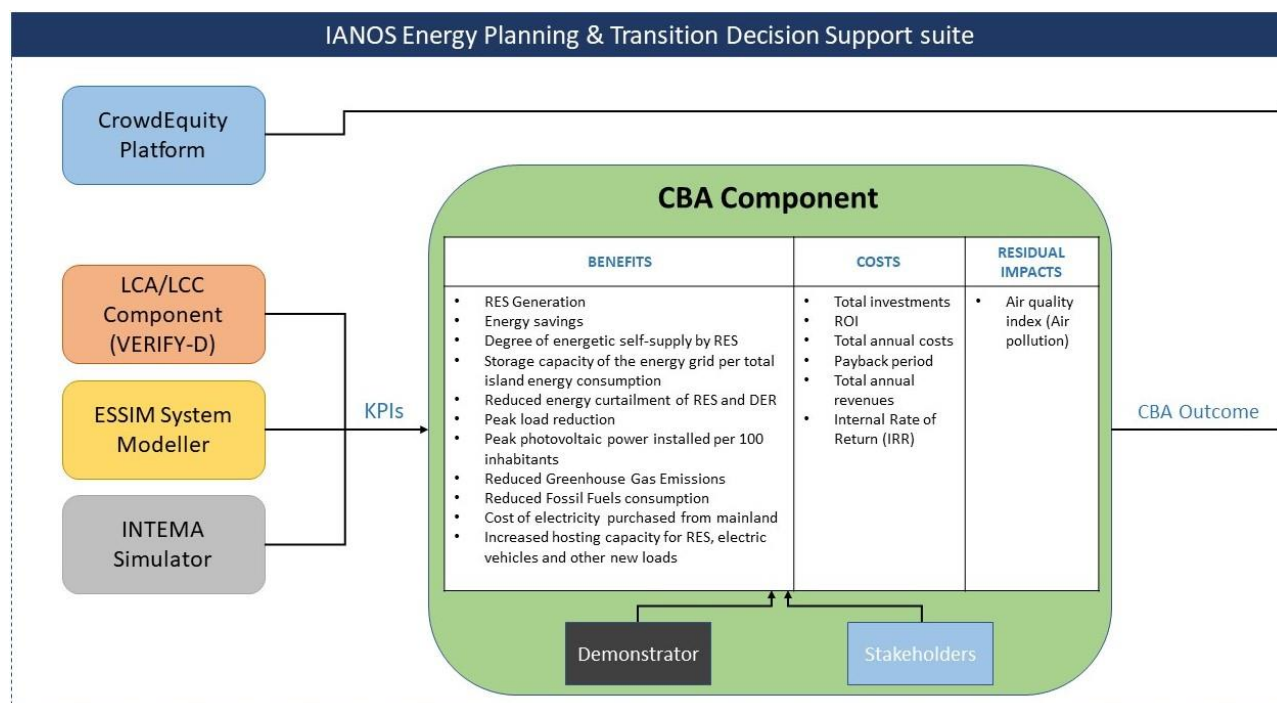 IANOS Energy Planning & Transition Decision Support suite
CrowdEquity
Platform
CBA Component
BENEFITS
COSTS
RESIDUAL
IMPACTS
LCA/LCC
Component
(VERIFY-D)
ESSIM System
Modeller
INTEMA
Simulator
KPIs
• RES Generation
• Energy savings
• Degree of energetic self-supply by RES
• Storage capacity of the energy grid per total
island energy consumption
• Reduced energy curtailment of RES and DER
• Peak load reduction
• Peak photovoltaic power installed per 100
inhabitants
• Reduced Greenhouse Gas Emissions
• Reduced Fossil Fuels consumption
• Cost of electricity purchased from mainland
• Increased hosting capacity for RES, electric
vehicles and other new loads
• Total investments
• ROI
• Total annual costs
• Payback period
• Total annual
revenues
• Internal Rate of
Return (IRR)
• Air quality
index (Air
pollution)
CBA Outcome
Demonstrator
Stakeholders